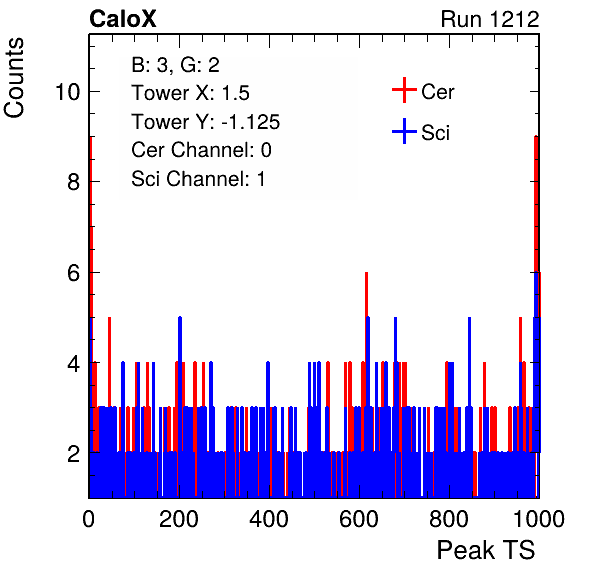 CaloX Run 1212
Counts
B: 3, G: 2
Tower X: 1.5
Tower Y: -1.125
Cer Channel: 0
Sci Channel: 1
Cer
Sci
10
8
6
4
2
0 200 400 600 800 1000
Peak TS